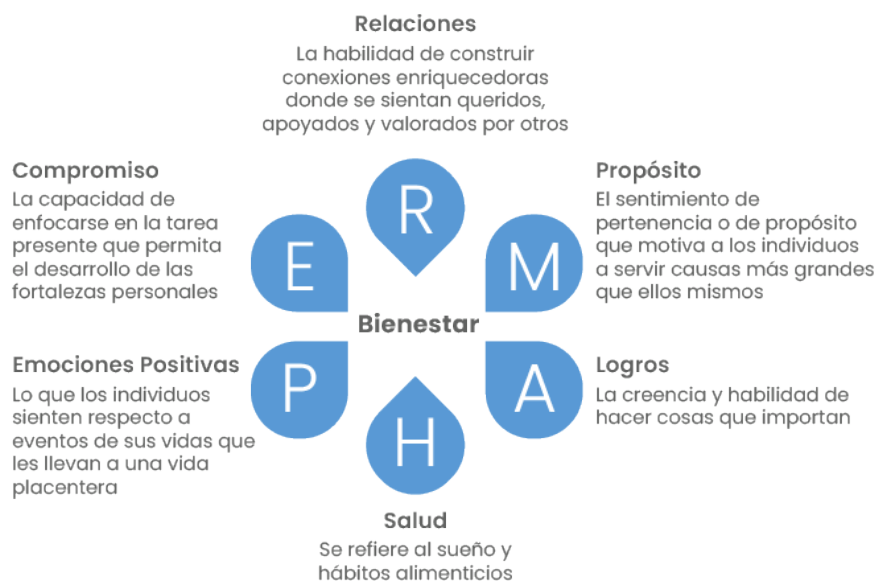 Relaciones
La habilidad de construir
conexiones enriquecedoras
donde se sientan queridos,
apoyados y valorados por otros
Compromiso
La capacidad de
enfocarse en la tarea
presente que permita
el desarrollo de las
fortalezas personales
Propósito
El sentimiento de
pertenencia o de propósito
que motiva a los individuos
a servir causas más grandes
que ellos mismos
R
E
M
Bienestar
P
A
H
Emociones Positivas
Lo que los individuos
sienten respecto a
eventos de sus vidas que
les llevan a una vida
placentera
Logros
La creencia y habilidad de
hacer cosas que importan
Salud
Se refiere al sueño y
hábitos alimenticios